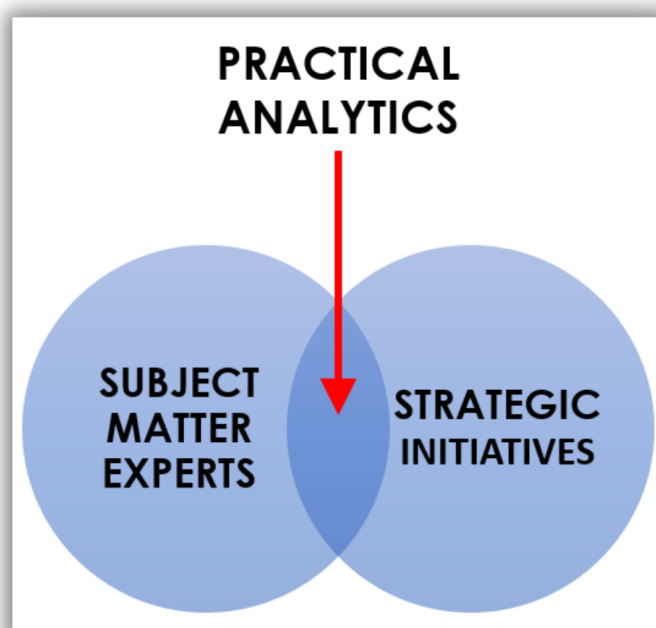 PRACTICAL
ANALYTICS
SUBJECT
MATTER
EXPERTS
STRATEGIC
INITIATIVES